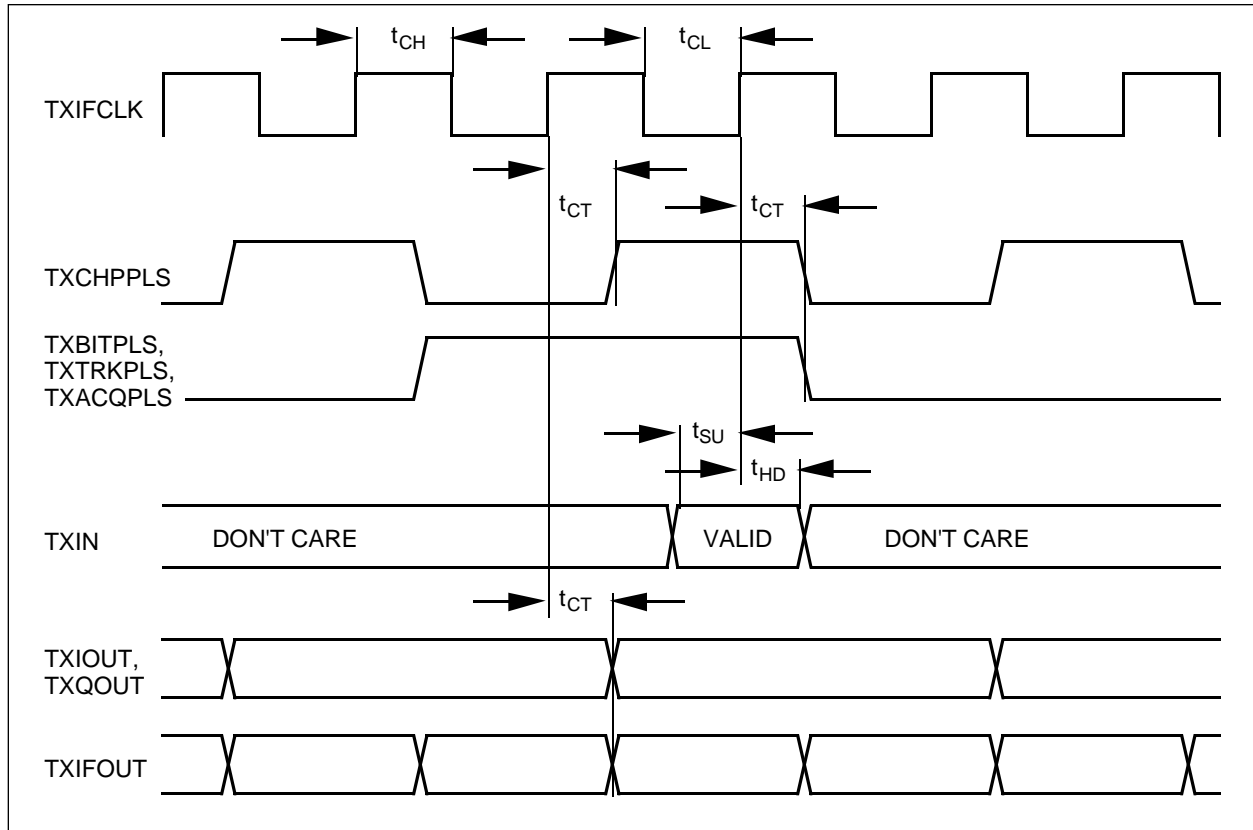 tCH
tCL
TXIFCLK
tCT
tCT
TXCHPPLS
TXBITPLS,
TXTRKPLS,
TXACQPLS
tSU
tHD
TXIN
DON'T CARE
VALID
DON'T CARE
tCT
TXIOUT,
TXQOUT
TXIFOUT